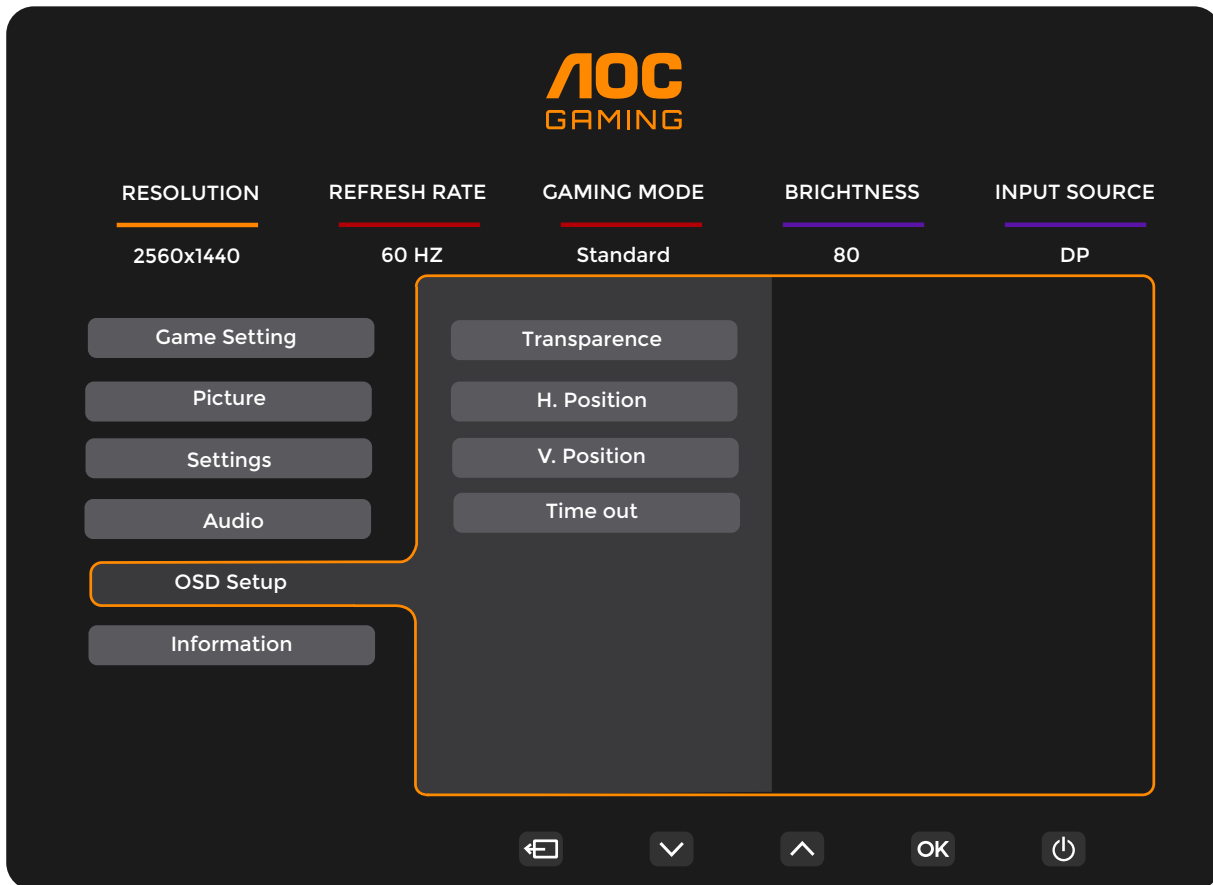 AOC
GAMING
RESOLUTION REFRESH RATE GAMING MODE BRIGHTNESS INPUT SOURCE
2560x1440 60 HZ Standard 80 DP
Game Setting
Picture
Settings
Audio
OSD Setup
Information
Transparence
H. Position
V. Position
Time out
OK